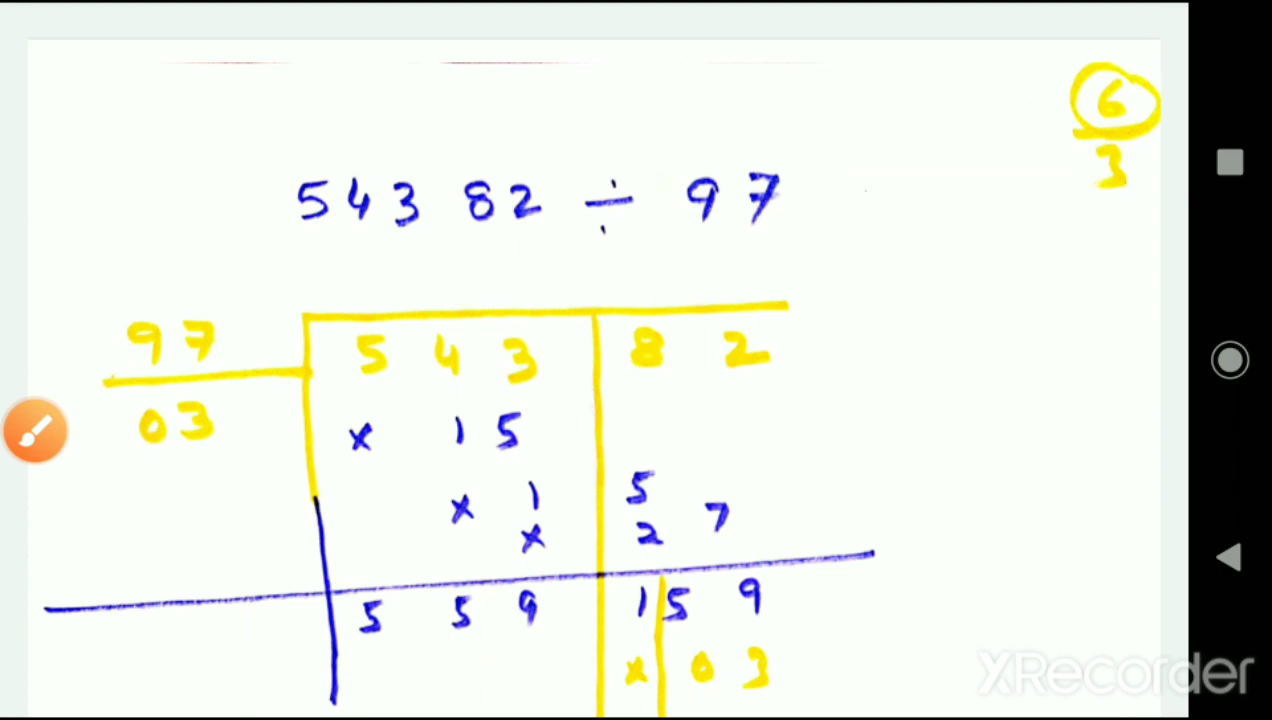 6
3
543 82 ÷ 97
97 5 4 3 8 2
03
x 1 5
x 1 5
x 2 7
5 5 9 1 5 9
x 0 3
XRecorder